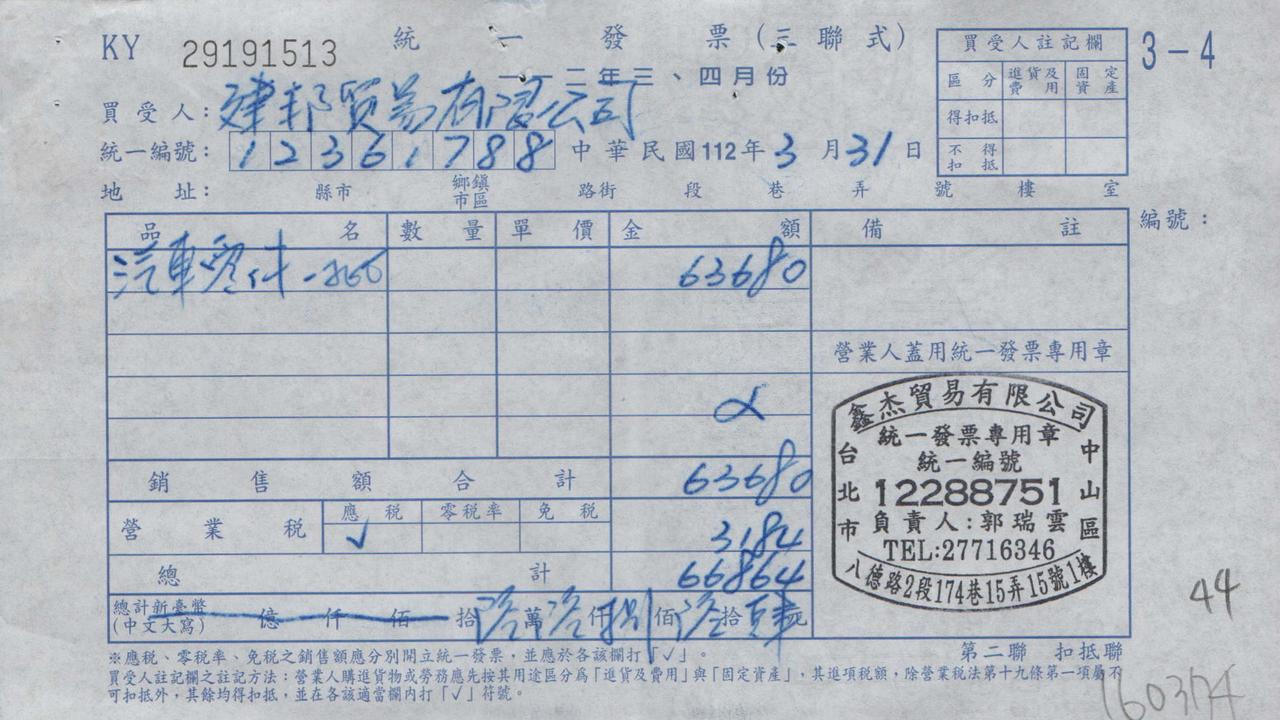 KY 29191513 統一發票(三聯式) 3-4
一一二年三、四月份
買受人註記欄
區分 進貨及費用 固定資產
得扣抵
不得扣抵
買受人:建邦貿易有限公司
統一編號:12361788 中華民國112年3月31日
地址: 縣市 鄉鎮市區 路街 段 巷 弄 號 樓 室
品名 數量 單價 金額 備註 編號:
汽車零件 63680
營業人蓋用統一發票專用章
銷售額合計 63680
營業稅 應稅 零稅率 免稅
✓ 3184
總計 66864
總計新臺幣(中文大寫) 億仟佰拾陸萬陸仟捌佰陸拾肆元
鑫杰貿易有限公司
統一發票專用章
統一編號
12288751
負責人:郭瑞雲
TEL:27716346
台北市中山區
八德路2段174巷15弄15號1樓
44
第二聯 扣抵聯
※應稅、零稅率、免稅之銷售額應分別開立統一發票,並應於各該欄打「✓」。
買受人註記欄之註記方法:營業人購進貨物或勞務應先按其用途區分為「進貨及費用」與「固定資產」,其進項稅額,除營業稅法第十九條第一項屬不
可扣抵外,其餘均得扣抵,並在各該適當欄內打「✓」符號。
160374